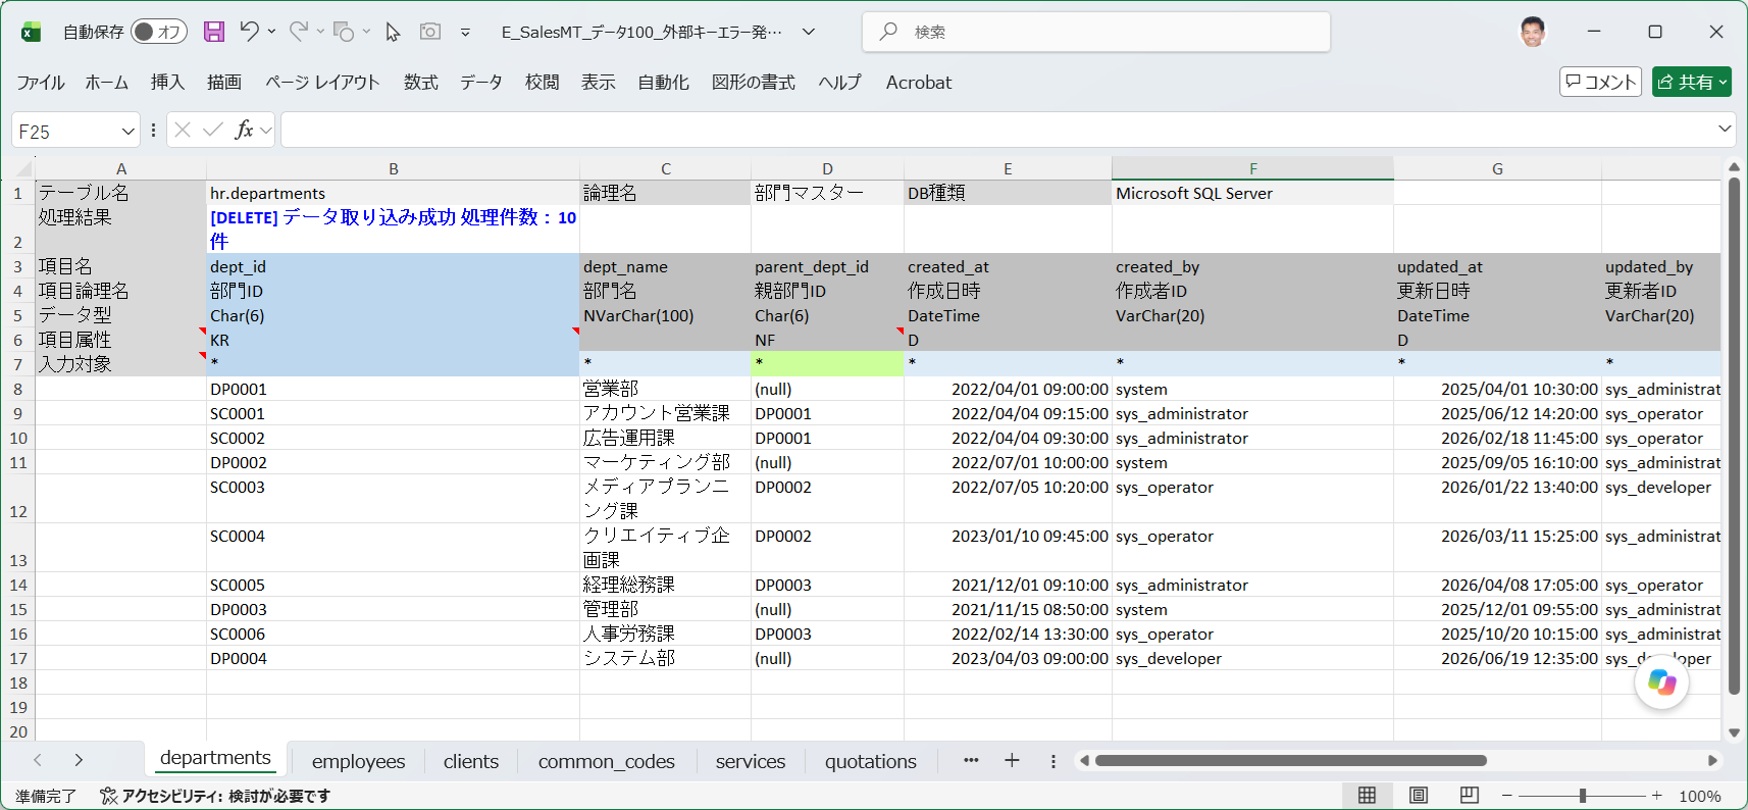 自動保存 オフ E_SalesMT_データ100_外部キーエラー発… 検索
ファイル ホーム 挿入 描画 ページ レイアウト 数式 データ 校閲 表示 自動化 図形の書式 ヘルプ Acrobat コメント 共有
F25 fx
A B C D E F G
1 テーブル名 hr.departments 論理名 部門マスター DB種類 Microsoft SQL Server
2 処理結果 [DELETE] データ取り込み成功 処理件数：10
件
3 項目名 dept_id dept_name parent_dept_id created_at created_by updated_at updated_by
4 項目論理名 部門ID 部門名 親部門ID 作成日時 作成者ID 更新日時 更新者ID
5 データ型 Char(6) NVarChar(100) Char(6) DateTime VarChar(20) DateTime VarChar(20)
6 項目属性 KR NF D D
7 入力対象 * * * * * * *
8 DP0001 営業部 (null) 2022/04/01 09:00:00 system 2025/04/01 10:30:00 sys_administrat
9 SC0001 アカウント営業課 DP0001 2022/04/04 09:15:00 sys_administrator 2025/06/12 14:20:00 sys_operator
10 SC0002 広告運用課 DP0001 2022/04/04 09:30:00 sys_administrator 2026/02/18 11:45:00 sys_operator
11 DP0002 マーケティング部 (null) 2022/07/01 10:00:00 system 2025/09/05 16:10:00 sys_administrat
12 SC0003 メディアプランニ DP0002 2022/07/05 10:20:00 sys_operator 2026/01/22 13:40:00 sys_developer
ング課
13 SC0004 クリエイティブ企 DP0002 2023/01/10 09:45:00 sys_operator 2026/03/11 15:25:00 sys_administrat
画課
14 SC0005 経理総務課 DP0003 2021/12/01 09:10:00 sys_administrator 2026/04/08 17:05:00 sys_operator
15 DP0003 管理部 (null) 2021/11/15 08:50:00 system 2025/12/01 09:55:00 sys_administrat
16 SC0006 人事労務課 DP0003 2022/02/14 13:30:00 sys_operator 2025/10/20 10:15:00 sys_administrat
17 DP0004 システム部 (null) 2023/04/03 09:00:00 sys_developer 2026/06/19 12:35:00
18
19
20
departments employees clients common_codes services quotations … +
準備完了 アクセシビリティ: 検討が必要です 100%